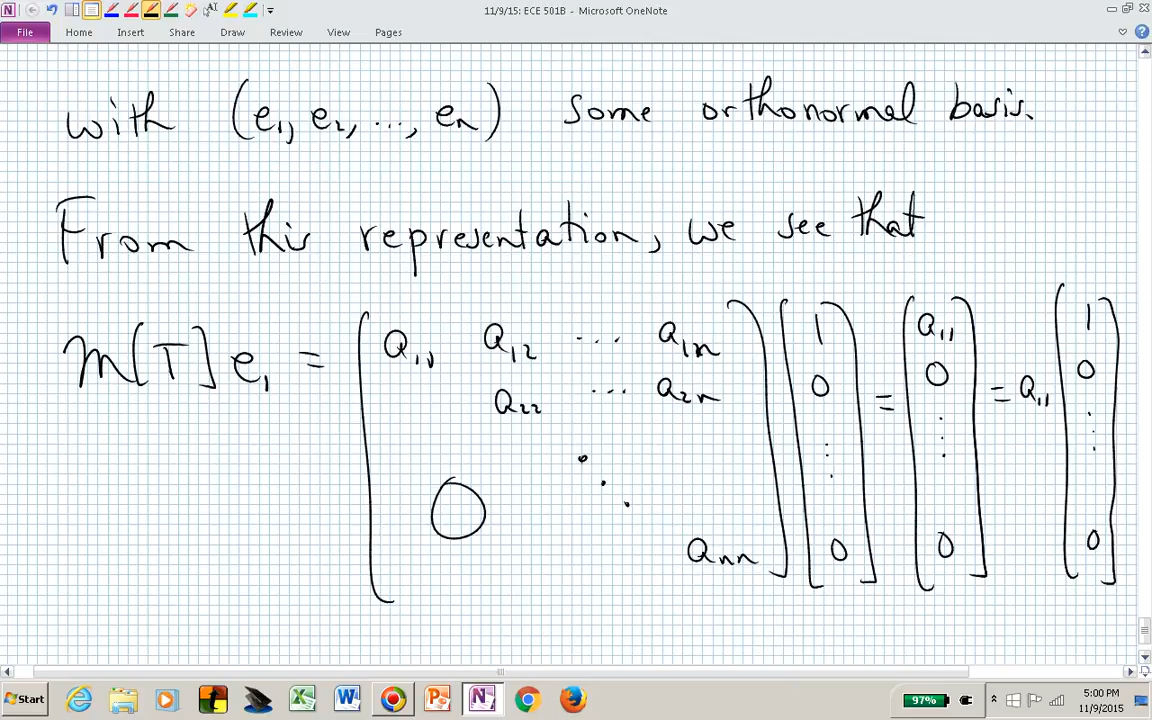 11/9/15: ECE 501B - Microsoft OneNote
File Home Insert Share Draw Review View Pages
with (e₁, e₂, ..., eₙ) some orthonormal basis.
From this representation, we see that
M[T] e₁ = [a₁₁ a₁₂ ... a₁ₙ; a₂₂ ... a₂ₙ; 0 ⋱; aₙₙ] [1; 0; ⋮; 0] = [a₁₁; 0; ⋮; 0] = a₁₁ [1; 0; ⋮; 0]
Start 97% 5:00 PM
11/9/2015